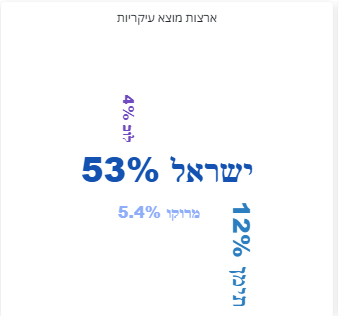 ארצות מוצא עיקריות
לוב 4%
ישראל 53%
מרוקו 5.4%
תימן 12%